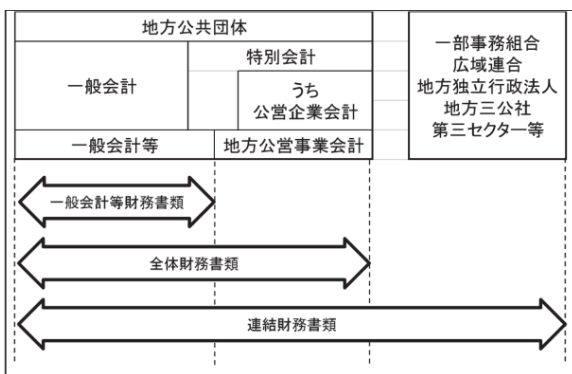 地方公共団体
一般会計
特別会計
うち
公営企業会計
一般会計等
地方公営事業会計
一部事務組合
広域連合
地方独立行政法人
地方三公社
第三セクター等
一般会計等財務書類
全体財務書類
連結財務書類